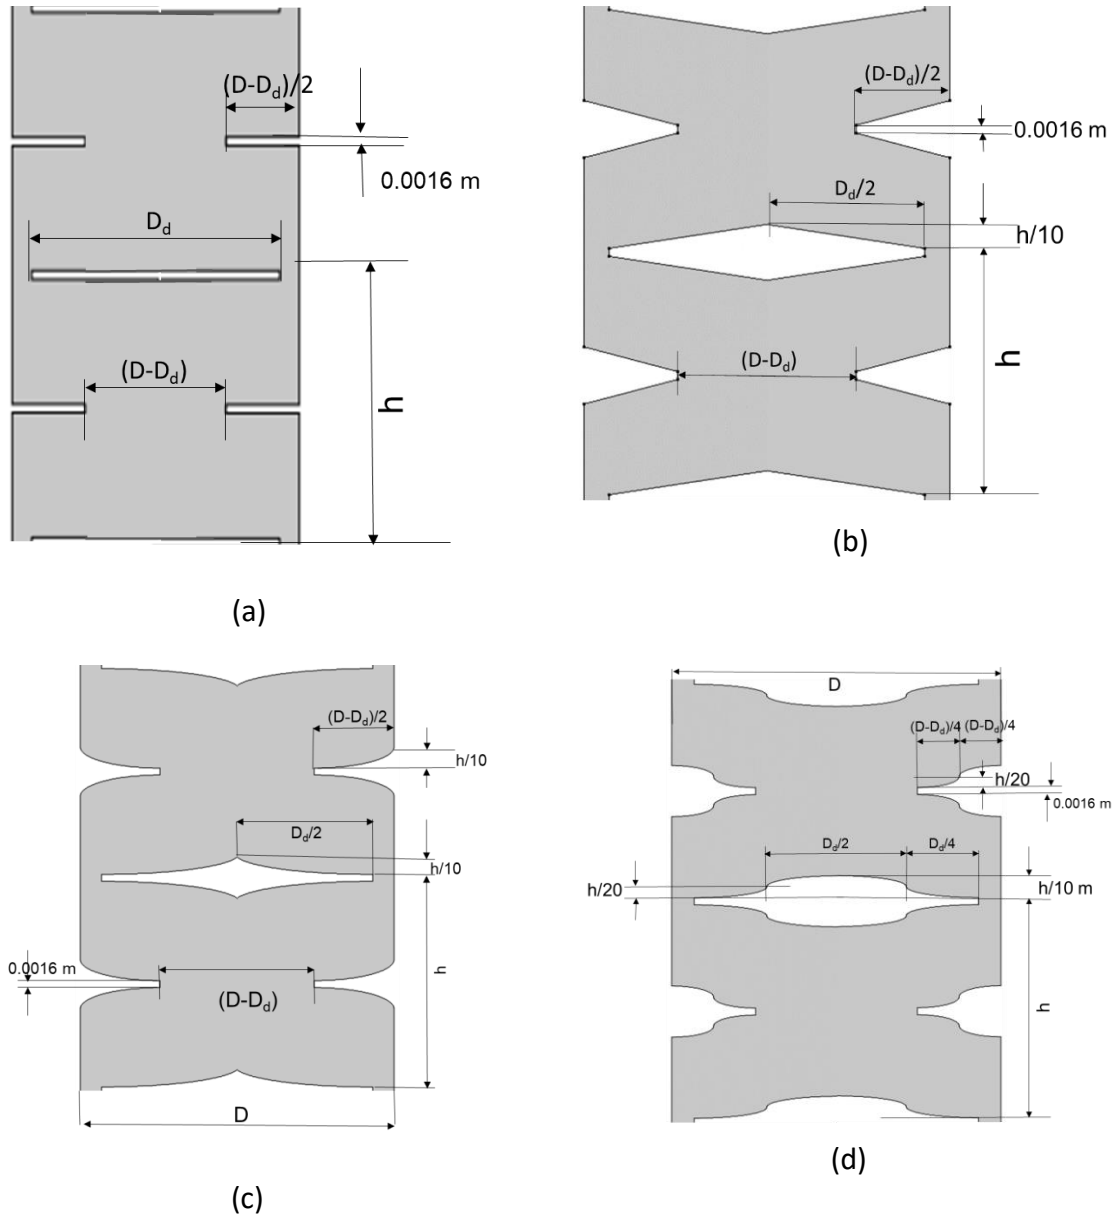 (D-Dd)/2
0.0016 m
Dd
(D-Dd)
h
(a)
(D-Dd)/2
0.0016 m
Dd/2
h/10
(D-Dd)
h
(b)
(D-Dd)/2
h/10
Dd/2
h/10
0.0016 m
(D-Dd)
h
D
(c)
D
(D-Dd)/4 (D-Dd)/4
h/20
0.0016 m
Dd/2 Dd/4
h/20
h/10 m
h
(d)